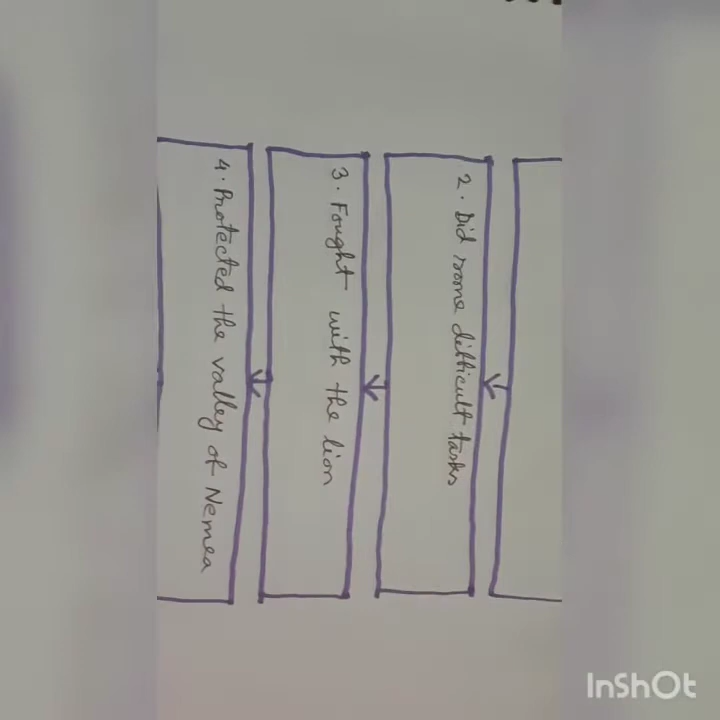 2. Did some difficult tasks
3. Fought with the lion
4. Protected the valley of Nemea
InShOt